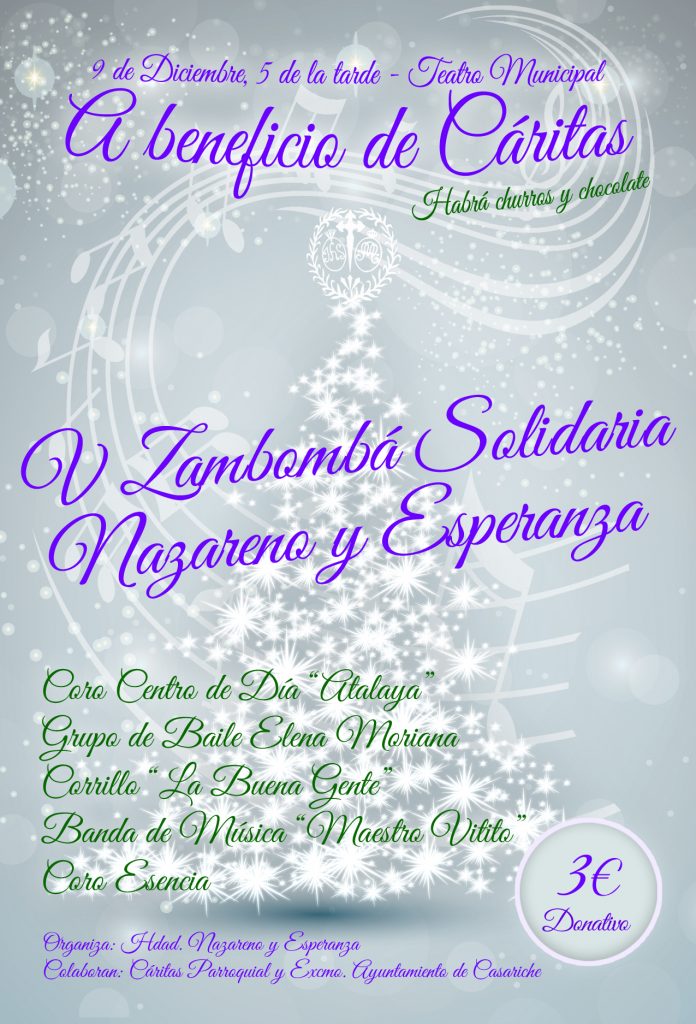 9 de Diciembre, 5 de la tarde - Teatro Municipal
A beneficio de Cáritas
Habrá churros y chocolate
V Zambombá Solidaria
Nazareno y Esperanza
Coro Centro de Día “Atalaya”
Grupo de Baile Elena Moriana
Corrillo “La Buena Gente”
Banda de Música “Maestro Vitito”
Coro Esencia
3€
Donativo
Organiza: Hdad. Nazareno y Esperanza
Colaboran: Cáritas Parroquial y Excmo. Ayuntamiento de Casariche